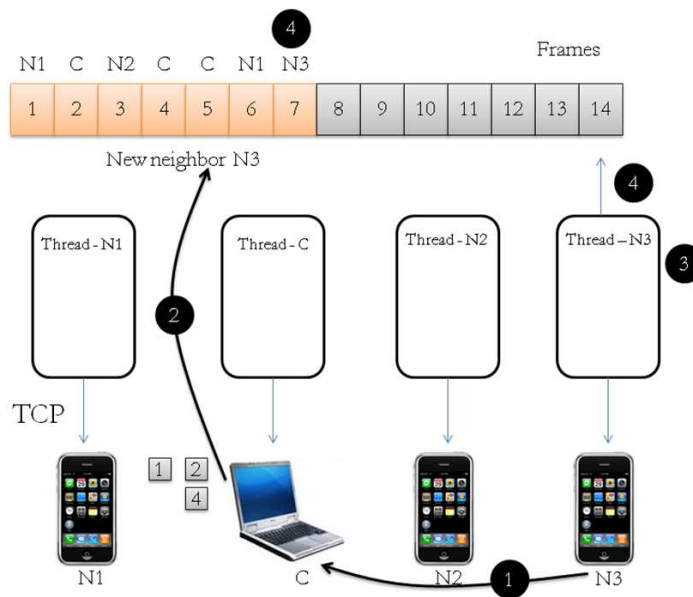 4
N1 C N2 C C N1 N3 Frames
1 2 3 4 5 6 7 8 9 10 11 12 13 14
New neighbor N3
4
Thread - N1 Thread - C Thread - N2 Thread – N3
3
2
TCP
1 2
4
N1 C N2 1 N3